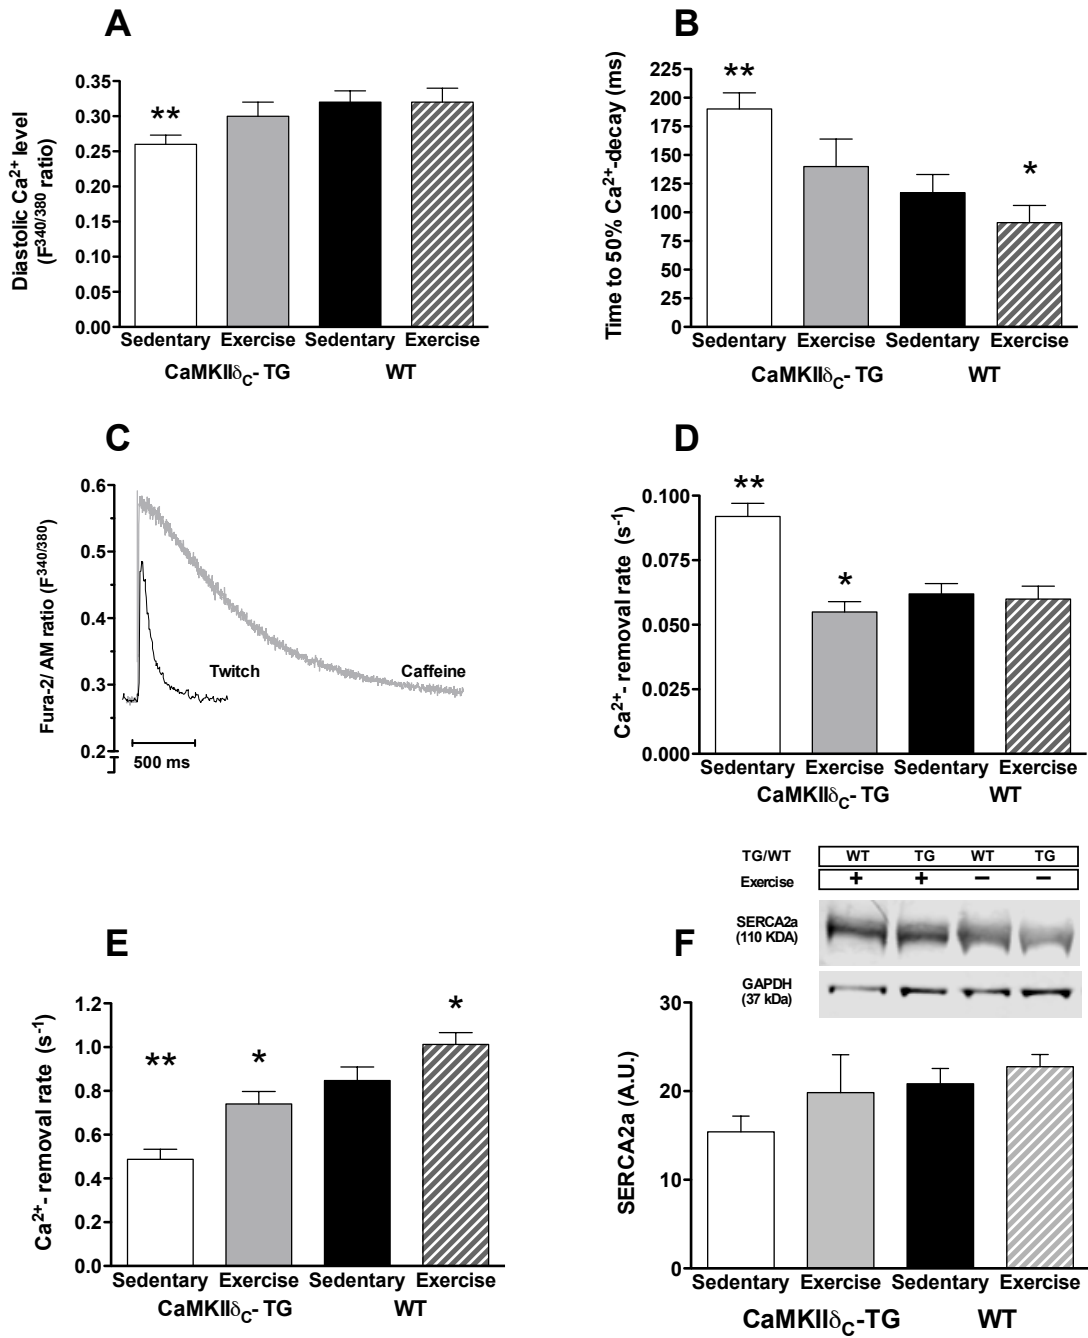 A
Diastolic Ca²⁺ level
(F³⁴⁰/³⁸⁰ ratio)
0.35
0.30
0.25
0.20
0.15
0.10
0.05
0.00
**
Sedentary Exercise Sedentary Exercise
CaMKIIδC- TG WT
B
Time to 50% Ca²⁺-decay (ms)
225
200
175
150
125
100
75
50
25
0
**
*
Sedentary Exercise Sedentary Exercise
CaMKIIδC- TG WT
C
Fura-2/ AM ratio (F³⁴⁰/³⁸⁰)
0.6
0.5
0.4
0.3
0.2
Twitch
Caffeine
500 ms
D
Ca²⁺- removal rate (s⁻¹)
0.100
0.075
0.050
0.025
0.000
**
*
Sedentary Exercise Sedentary Exercise
CaMKIIδC- TG WT
E
Ca²⁺- removal rate (s⁻¹)
1.2
1.0
0.8
0.6
0.4
0.2
0.0
**
*
*
Sedentary Exercise Sedentary Exercise
CaMKIIδC- TG WT
F
TG/WT WT TG WT TG
Exercise + + − −
SERCA2a
(110 KDA)
GAPDH
(37 kDa)
SERCA2a (A.U.)
30
20
10
0
Sedentary Exercise Sedentary Exercise
CaMKIIδC-TG WT